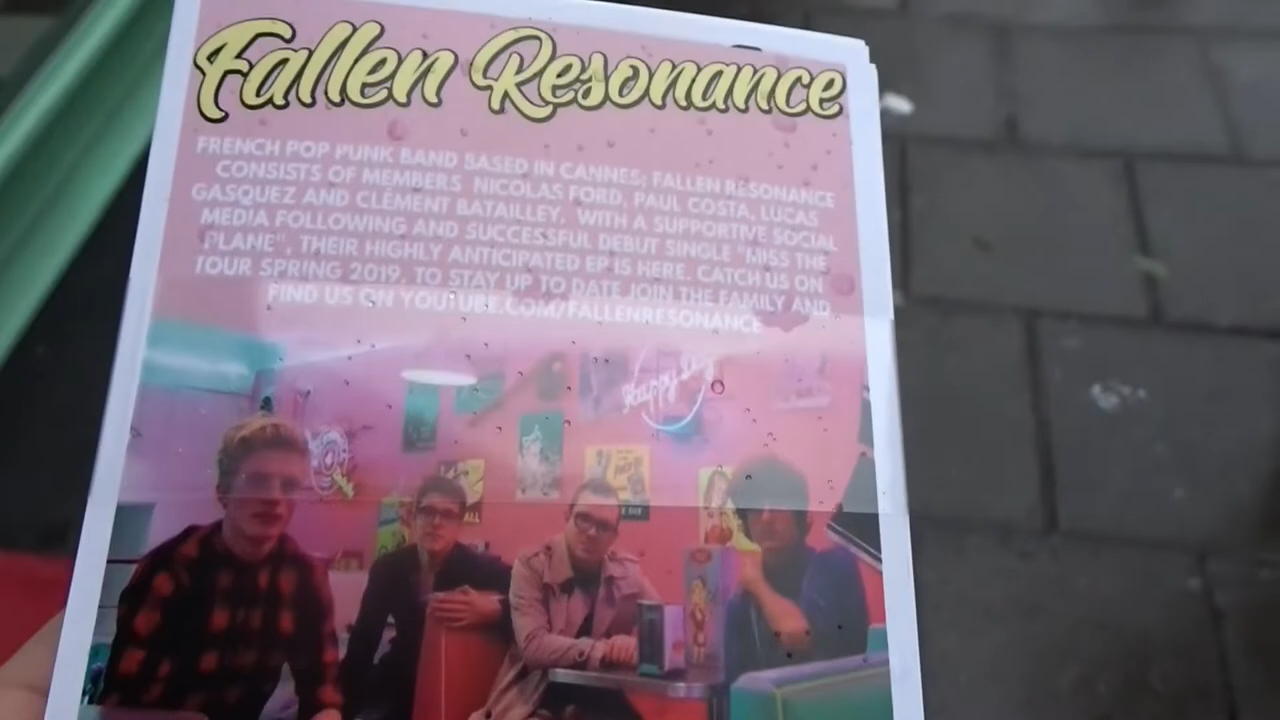 Fallen Resonance
FRENCH POP PUNK BAND BASED IN CANNES; FALLEN RESONANCE
CONSISTS OF MEMBERS NICOLAS FORD, PAUL COSTA, LUCAS
GASQUEZ AND CLÉMENT BATAILLEY, WITH A SUPPORTIVE SOCIAL
MEDIA FOLLOWING AND SUCCESSFUL DEBUT SINGLE "MISS THE
PLANE", THEIR HIGHLY ANTICIPATED EP IS HERE. CATCH US ON
TOUR SPRING 2019. TO STAY UP TO DATE JOIN THE FAMILY AND
FIND US ON YOUTUBE.COM/FALLENRESONANCE
Happy